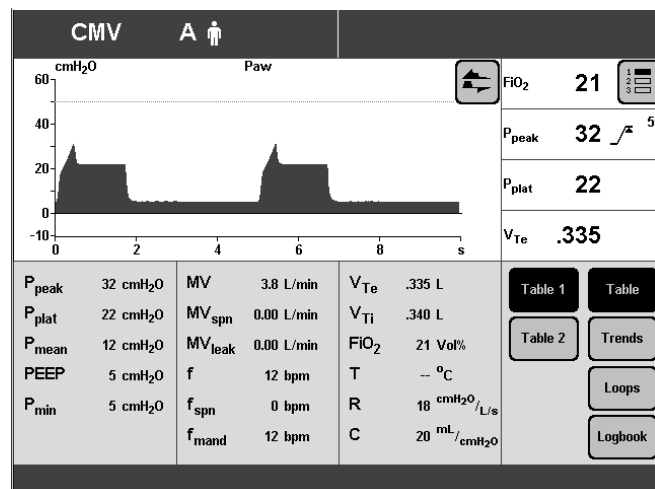 CMV A
cmH2O Paw
60
40
20
0
-10
0 2 4 6 8 s
FiO2 21
1
2
3
Ppeak 32 5
Pplat 22
VTe .335
Ppeak 32 cmH2O
Pplat 22 cmH2O
Pmean 12 cmH2O
PEEP 5 cmH2O
Pmin 5 cmH2O
MV 3.8 L/min
MVspn 0.00 L/min
MVleak 0.00 L/min
f 12 bpm
fspn 0 bpm
fmand 12 bpm
VTe .335 L
VTi .340 L
FiO2 21 Vol%
T -- °C
R 18 cmH2O/L/s
C 20 mL/cmH2O
Table 1 Table
Table 2 Trends
Loops
Logbook